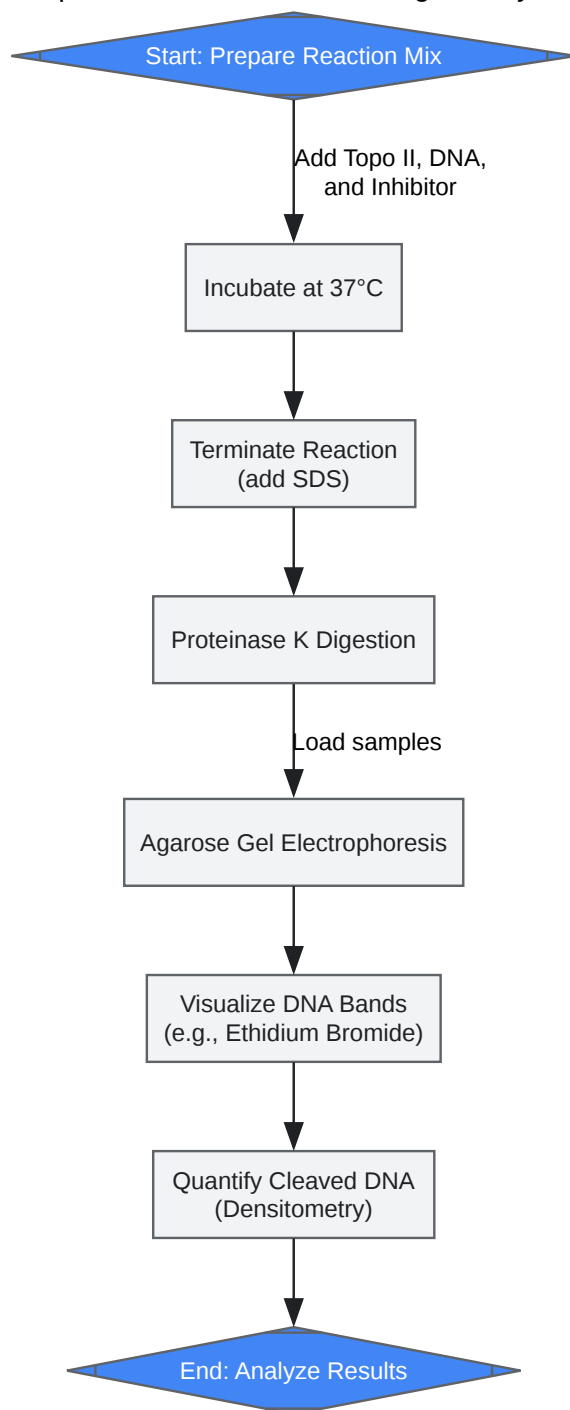 Start: Prepare Reaction Mix
Add Topo II, DNA,
and Inhibitor
Incubate at 37°C
Terminate Reaction
(add SDS)
Proteinase K Digestion
Load samples
Agarose Gel Electrophoresis
Visualize DNA Bands
(e.g., Ethidium Bromide)
Quantify Cleaved DNA
(Densitometry)
End: Analyze Results